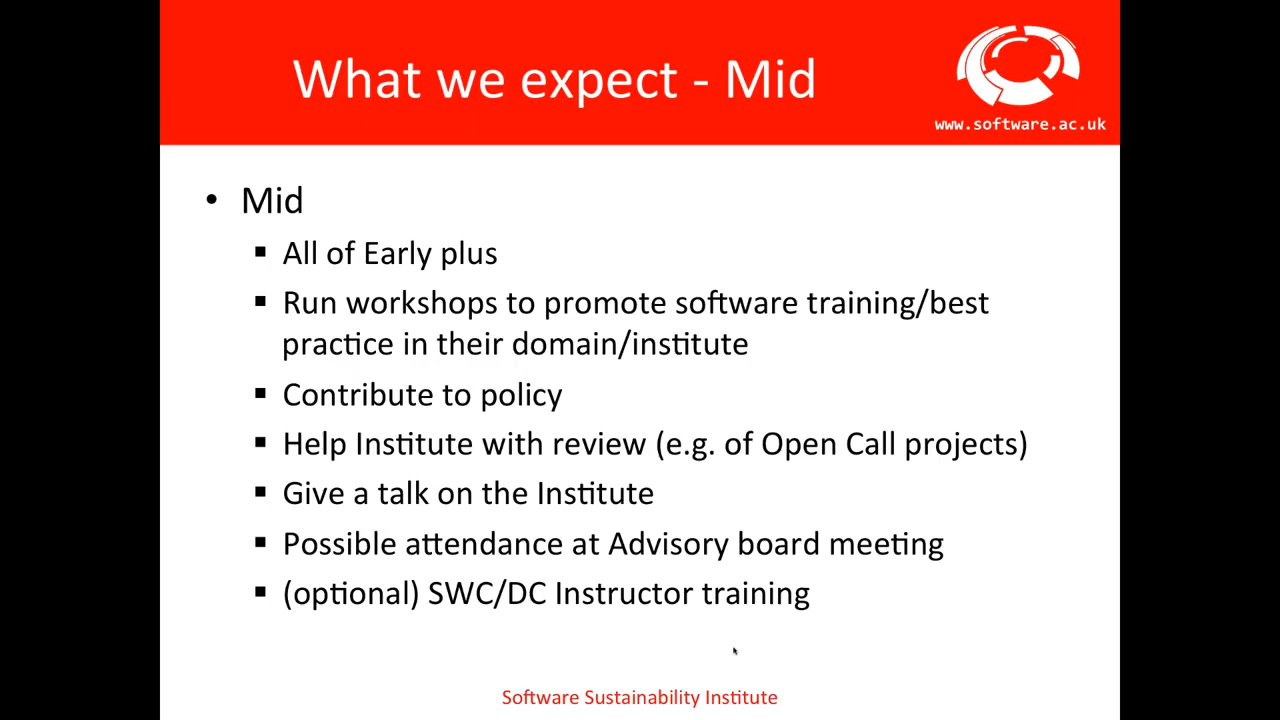 What we expect - Mid
www.software.ac.uk
• Mid
▪ All of Early plus
▪ Run workshops to promote software training/best
practice in their domain/institute
▪ Contribute to policy
▪ Help Institute with review (e.g. of Open Call projects)
▪ Give a talk on the Institute
▪ Possible attendance at Advisory board meeting
▪ (optional) SWC/DC Instructor training
Software Sustainability Institute